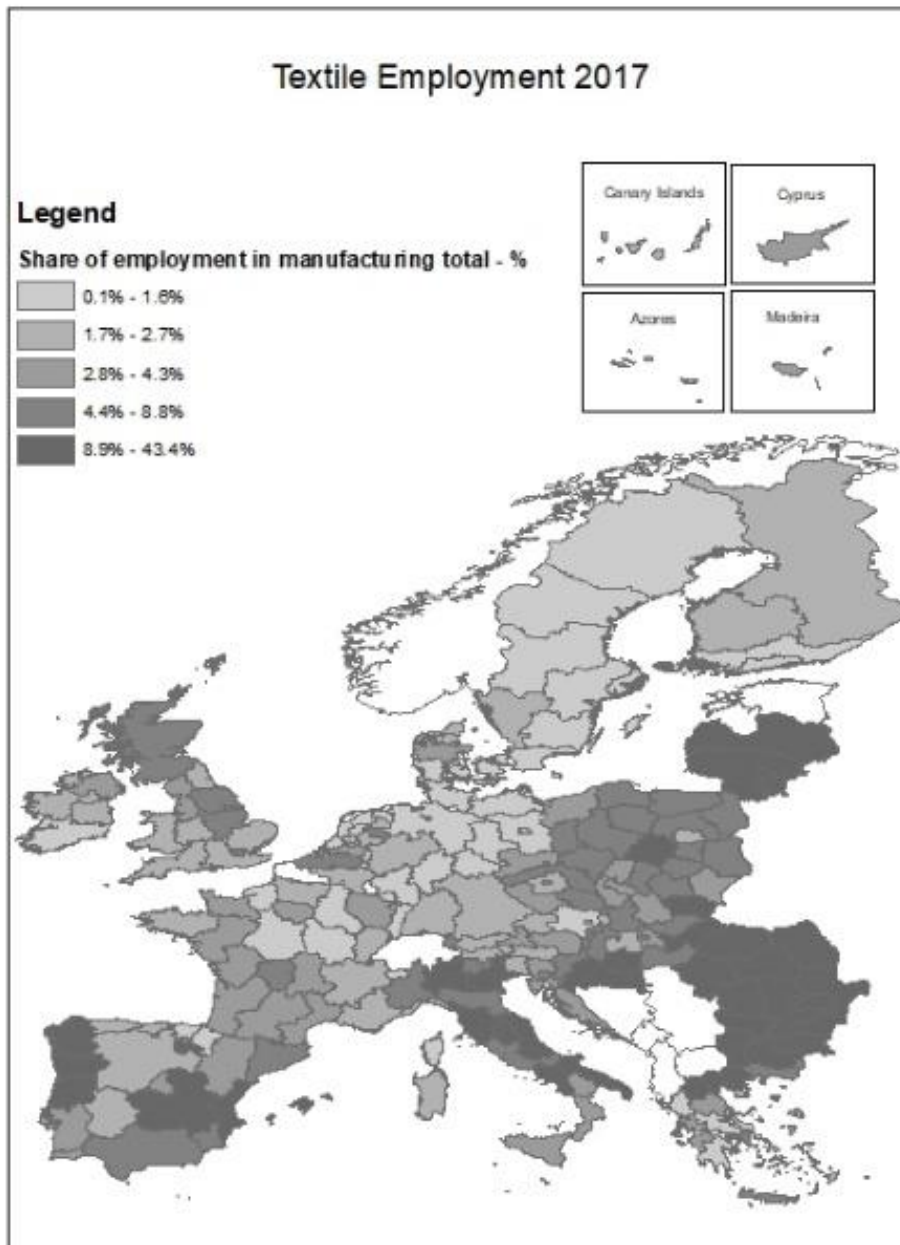 Textile Employment 2017
Canary Islands
Cyprus
Azores
Madeira
Legend
Share of employment in manufacturing total - %
0.1% - 1.6%
1.7% - 2.7%
2.8% - 4.3%
4.4% - 8.8%
8.9% - 43.4%